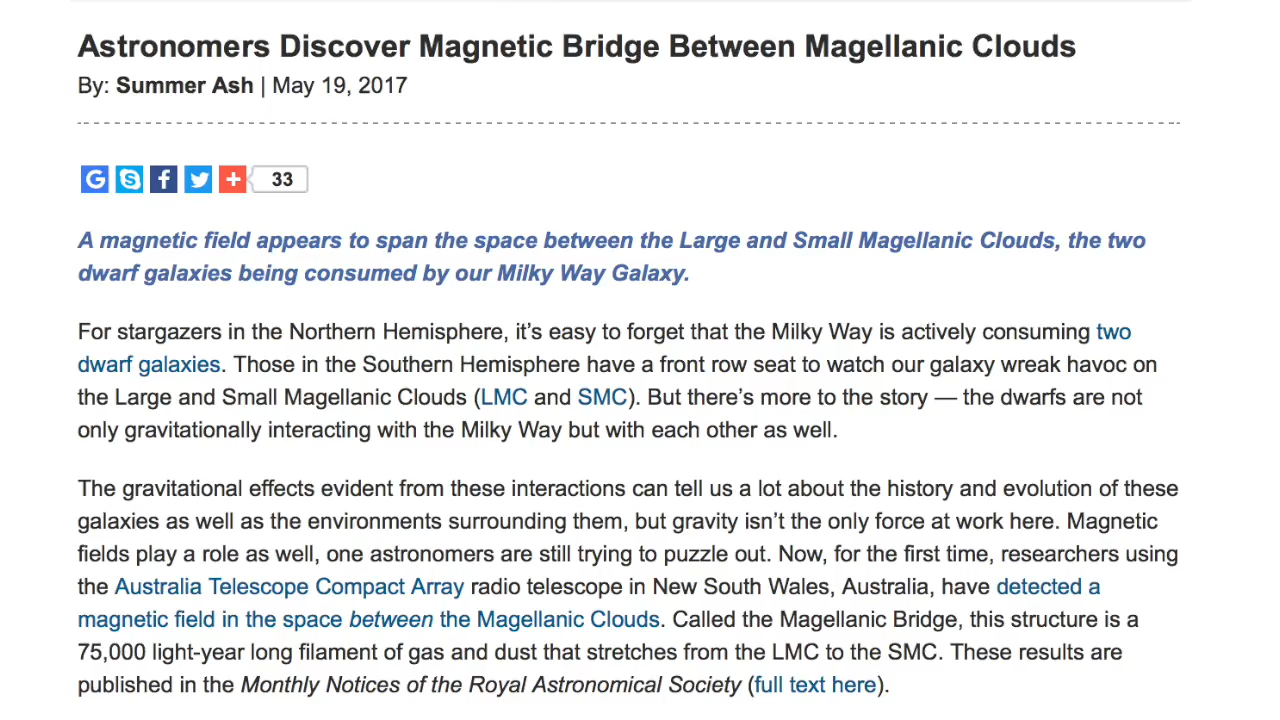 Astronomers Discover Magnetic Bridge Between Magellanic Clouds
By: Summer Ash | May 19, 2017
33
A magnetic field appears to span the space between the Large and Small Magellanic Clouds, the two
dwarf galaxies being consumed by our Milky Way Galaxy.
For stargazers in the Northern Hemisphere, it’s easy to forget that the Milky Way is actively consuming two
dwarf galaxies. Those in the Southern Hemisphere have a front row seat to watch our galaxy wreak havoc on
the Large and Small Magellanic Clouds (LMC and SMC). But there’s more to the story — the dwarfs are not
only gravitationally interacting with the Milky Way but with each other as well.
The gravitational effects evident from these interactions can tell us a lot about the history and evolution of these
galaxies as well as the environments surrounding them, but gravity isn’t the only force at work here. Magnetic
fields play a role as well, one astronomers are still trying to puzzle out. Now, for the first time, researchers using
the Australia Telescope Compact Array radio telescope in New South Wales, Australia, have detected a
magnetic field in the space between the Magellanic Clouds. Called the Magellanic Bridge, this structure is a
75,000 light-year long filament of gas and dust that stretches from the LMC to the SMC. These results are
published in the Monthly Notices of the Royal Astronomical Society (full text here).